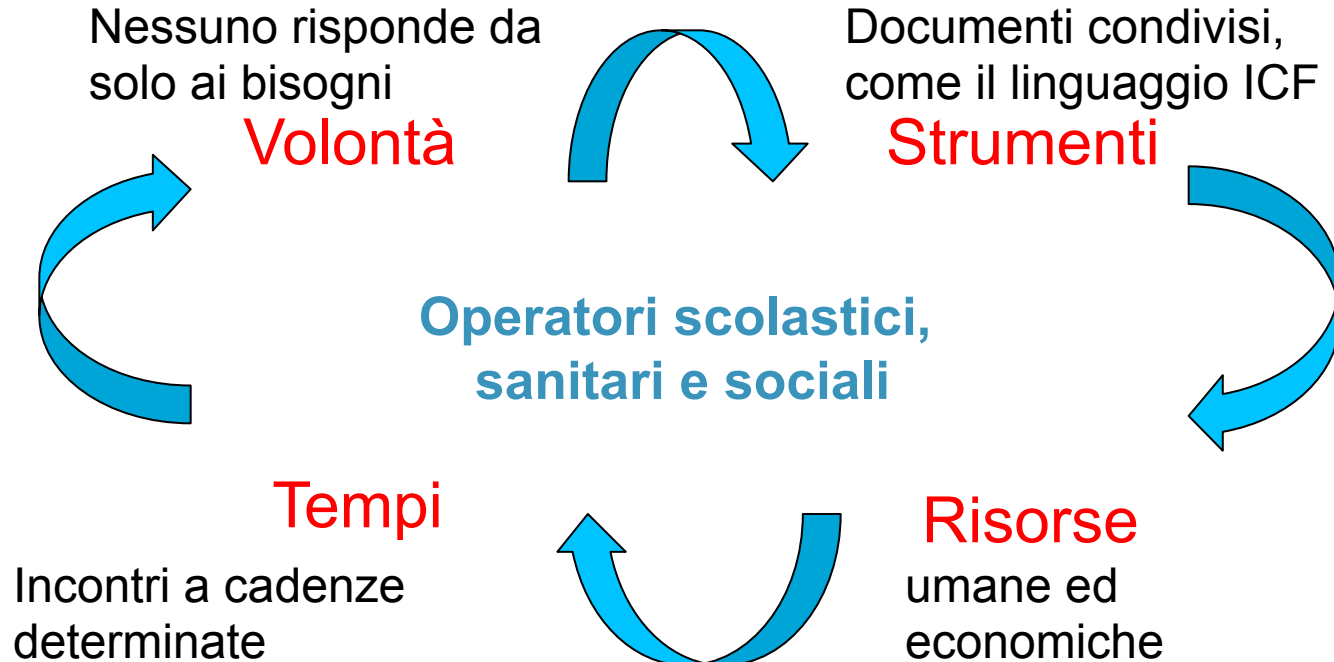 Nessuno risponde da
solo ai bisogni
Volontà
Documenti condivisi,
come il linguaggio ICF
Strumenti
Operatori scolastici,
sanitari e sociali
Tempi
Incontri a cadenze
determinate
Risorse
umane ed
economiche